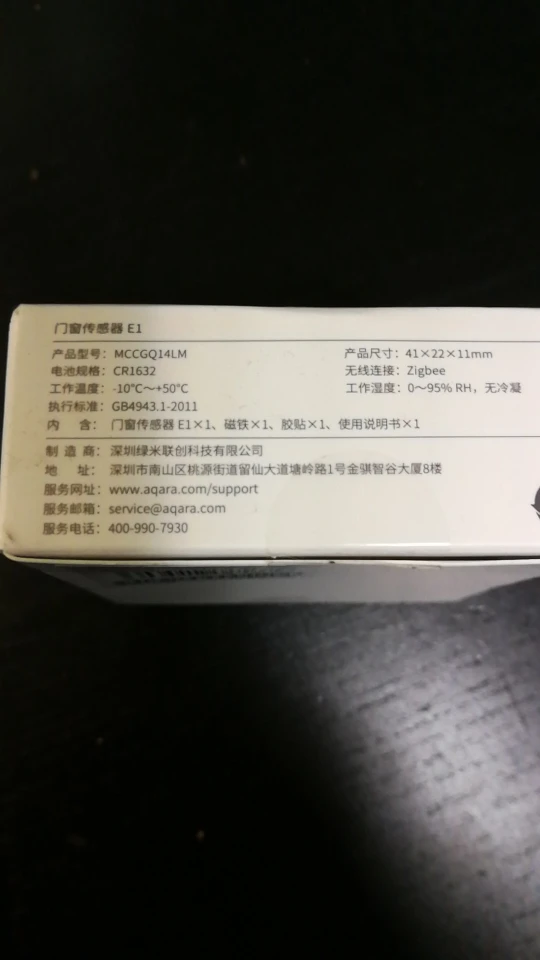 门窗传感器 E1
产品型号：MCCGQ14LM 产品尺寸：41×22×11mm
电池规格：CR1632 无线连接：Zigbee
工作温度：-10℃～+50℃ 工作湿度：0～95% RH，无冷凝
执行标准：GB4943.1-2011
内 含：门窗传感器 E1×1、磁铁×1、胶贴×1、使用说明书×1
制 造 商：深圳绿米联创科技有限公司
地 址：深圳市南山区桃源街道留仙大道塘岭路1号金骐智谷大厦8楼
服务网址：www.aqara.com/support
服务邮箱：service@aqara.com
服务电话：400-990-7930